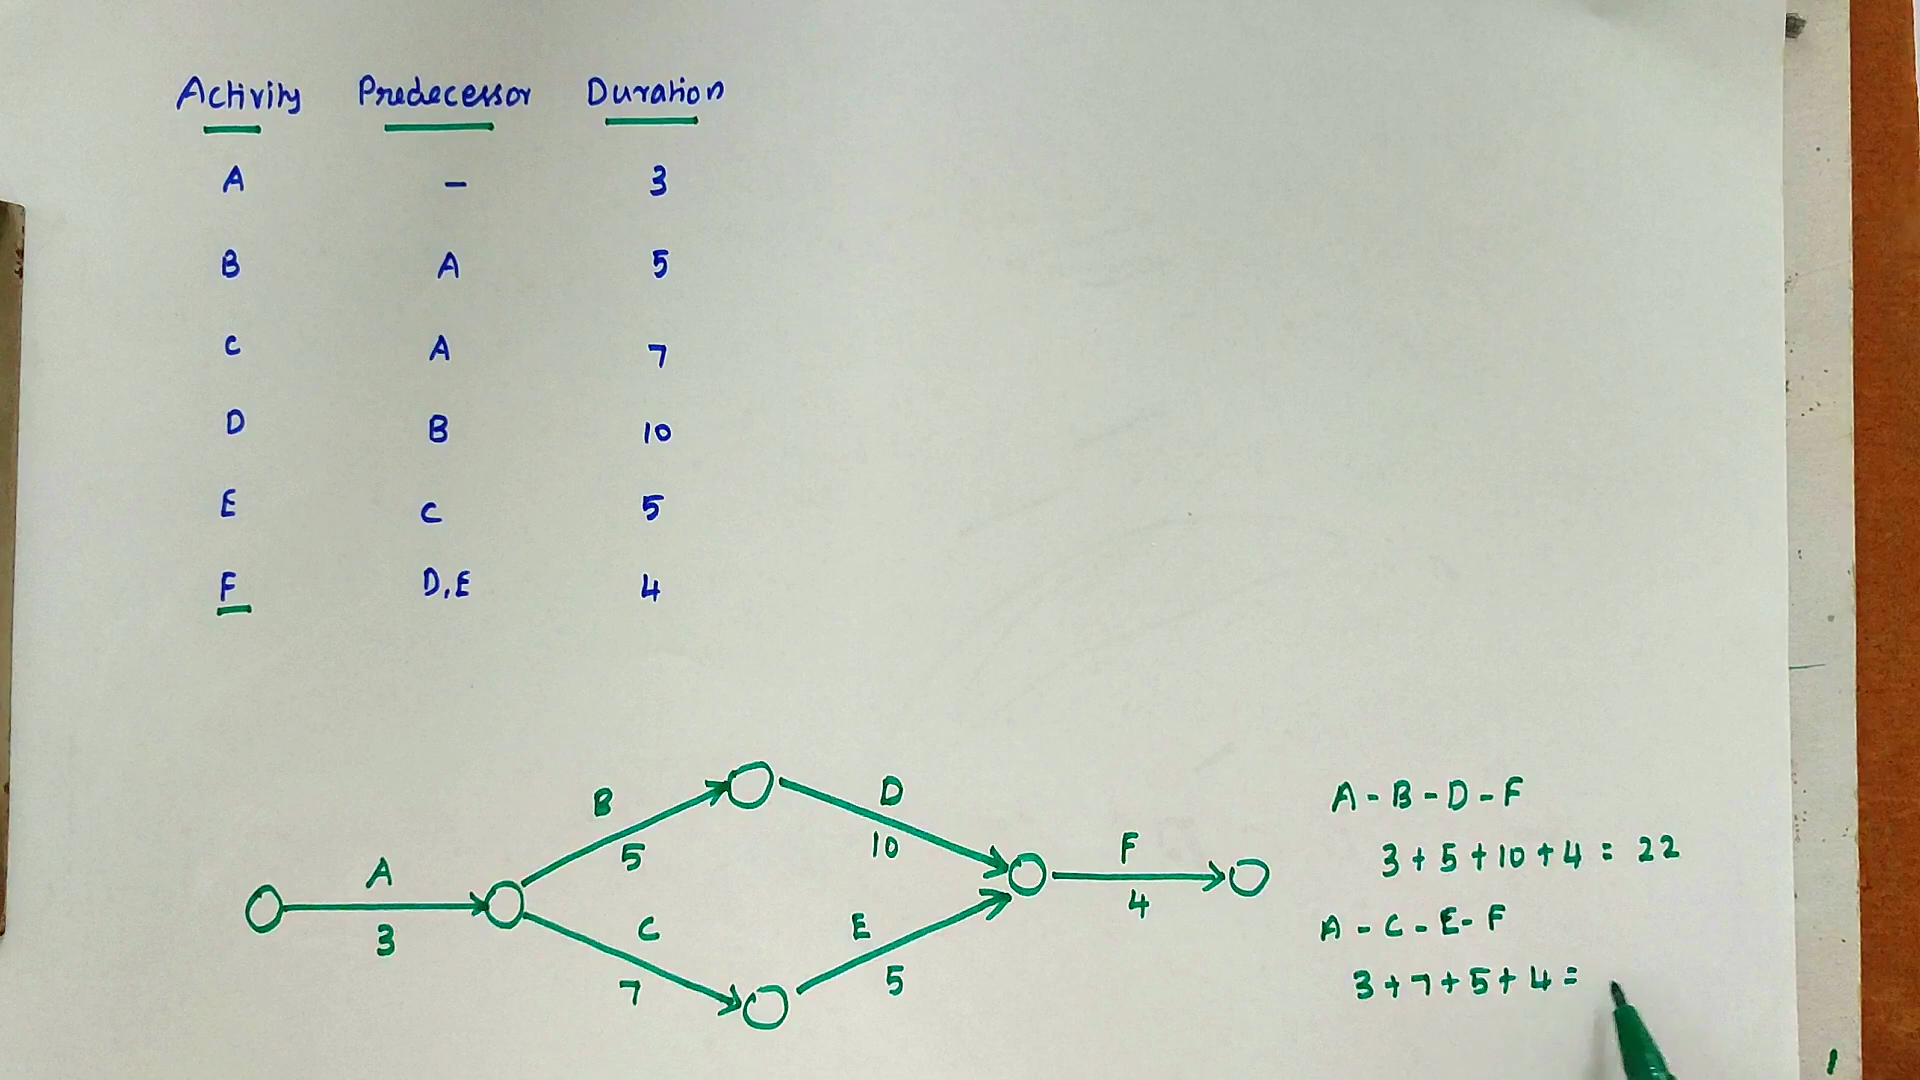 Activity Predecessor Duration
A - 3
B A 5
C A 7
D B 10
E C 5
F D,E 4
B D
5 10
A F
3 4
C E
7 5
A-B-D-F
3+5+10+4=22
A-C-E-F
3+7+5+4=